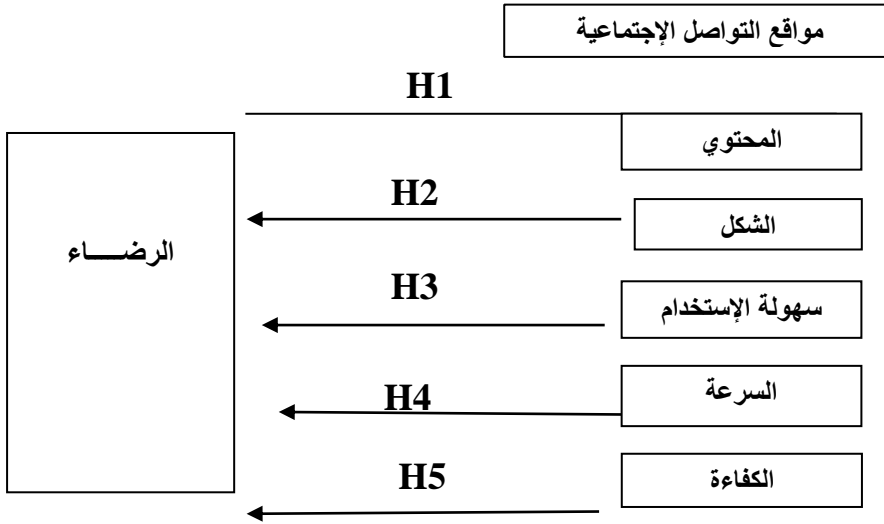 مواقع التواصل الإجتماعية
H1
المحتوي
H2
الشكل
الرضـــــاء
H3
سهولة الإستخدام
H4
السرعة
H5
الكفاءة